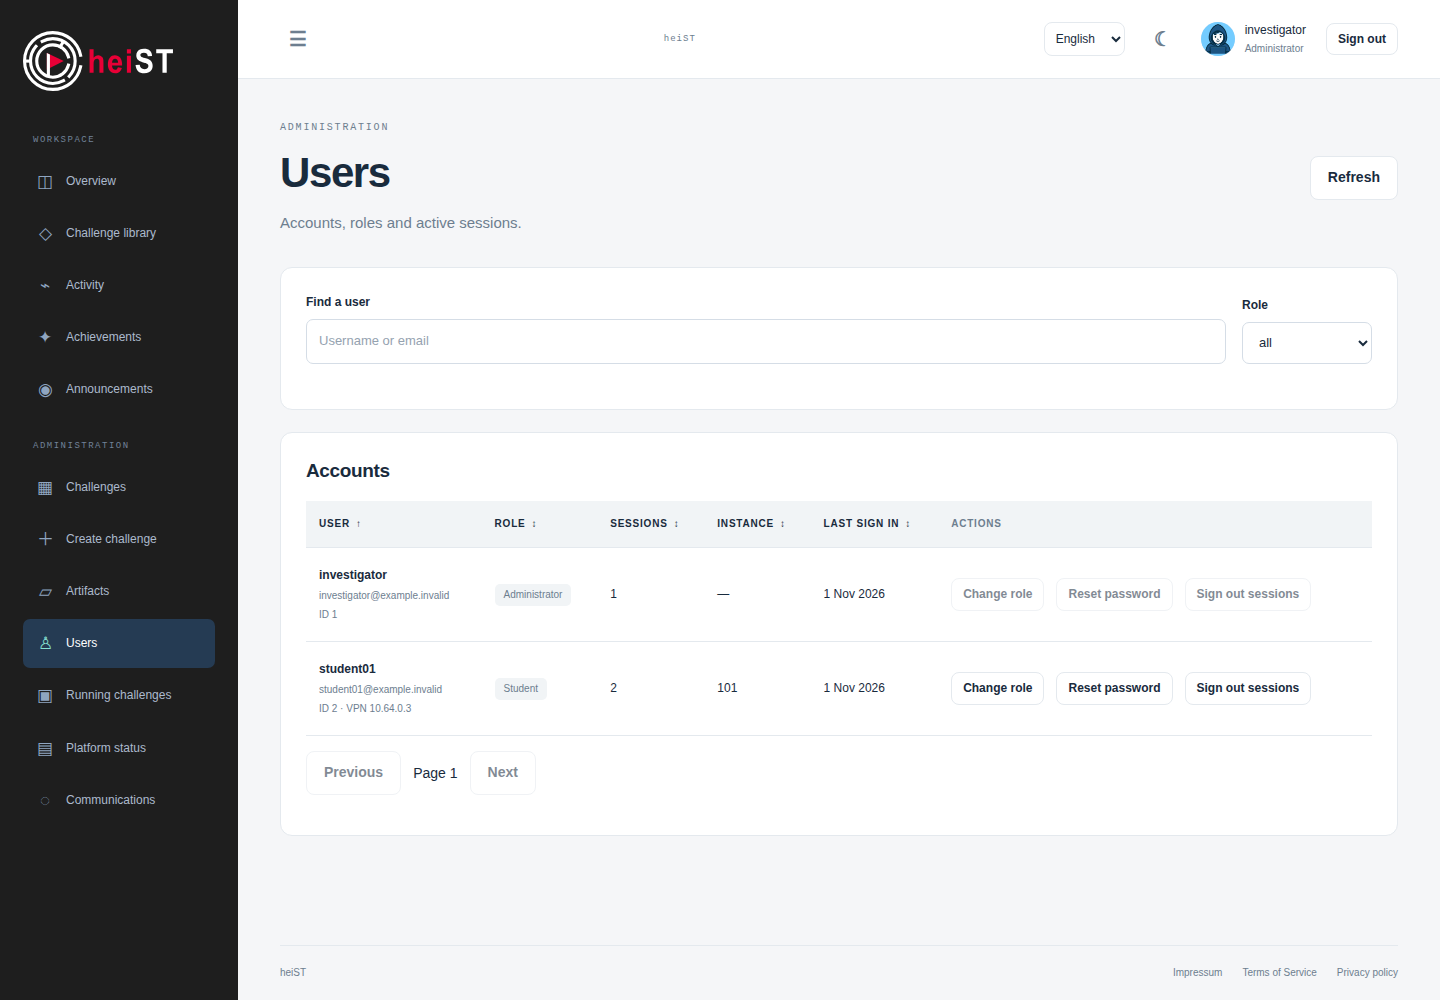 heiST
WORKSPACE
Overview
Challenge library
Activity
Achievements
Announcements
ADMINISTRATION
Challenges
Create challenge
Artifacts
Users
Running challenges
Platform status
Communications
heiST
English
investigator
Administrator
Sign out
ADMINISTRATION
Users
Refresh
Accounts, roles and active sessions.
Find a user
Role
Username or email
all
Accounts
USER ↑ ROLE ↕ SESSIONS ↕ INSTANCE ↕ LAST SIGN IN ↕ ACTIONS
investigator
investigator@example.invalid
ID 1
Administrator 1 — 1 Nov 2026 Change role Reset password Sign out sessions
student01
student01@example.invalid
ID 2 · VPN 10.64.0.3
Student 2 101 1 Nov 2026 Change role Reset password Sign out sessions
Previous Page 1 Next
heiST
Impressum Terms of Service Privacy policy